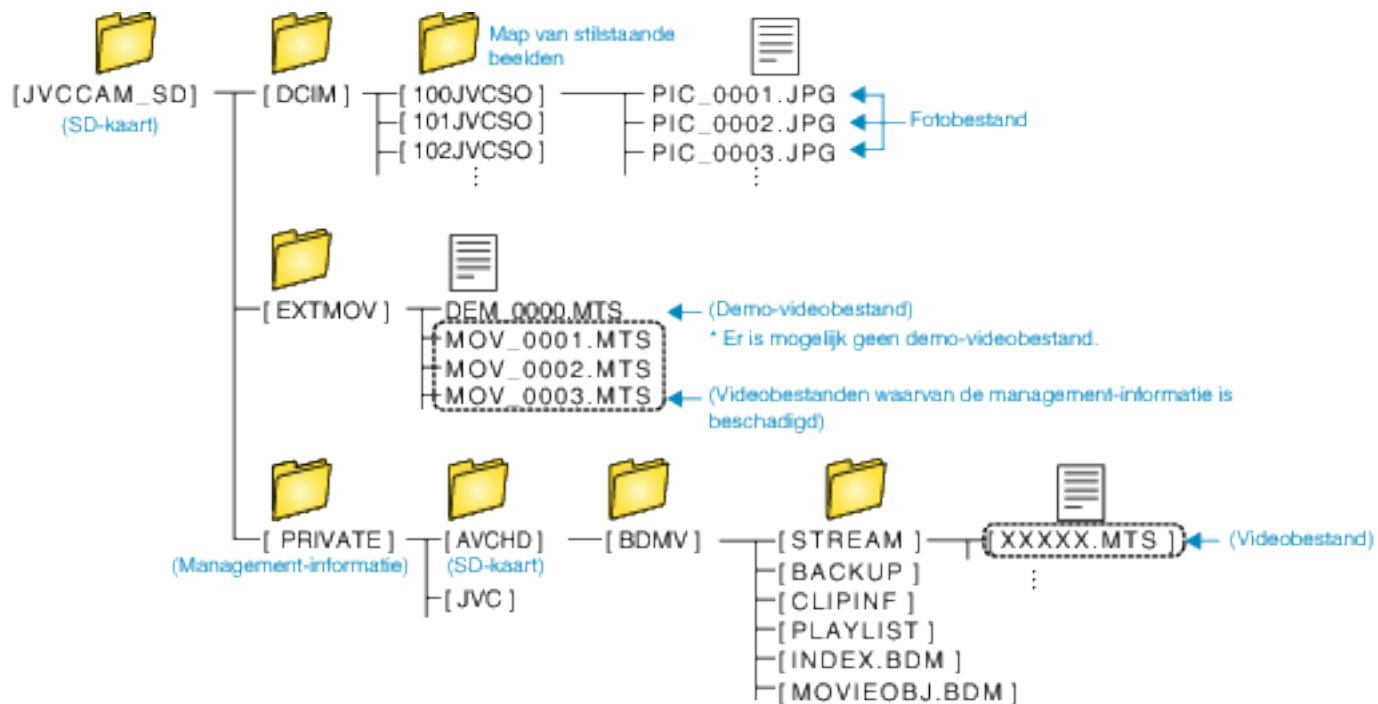 Map van stilstaande
beelden
[JVCCAM_SD]
(SD-kaart)
[DCIM]
[100JVCSO]
[101JVCSO]
[102JVCSO]
PIC_0001.JPG
PIC_0002.JPG
PIC_0003.JPG
Fotobestand
[EXTMOV]
DEM_0000.MTS
MOV_0001.MTS
MOV_0002.MTS
MOV_0003.MTS
(Demo-videobestand)
* Er is mogelijk geen demo-videobestand.
(Videobestanden waarvan de management-informatie is
beschadigd)
[PRIVATE]
(Management-informatie)
[AVCHD]
(SD-kaart)
[JVC]
[BDMV]
[STREAM]
[BACKUP]
[CLIPINF]
[PLAYLIST]
[INDEX.BDM]
[MOVIEOBJ.BDM]
[XXXXX.MTS]
(Videobestand)